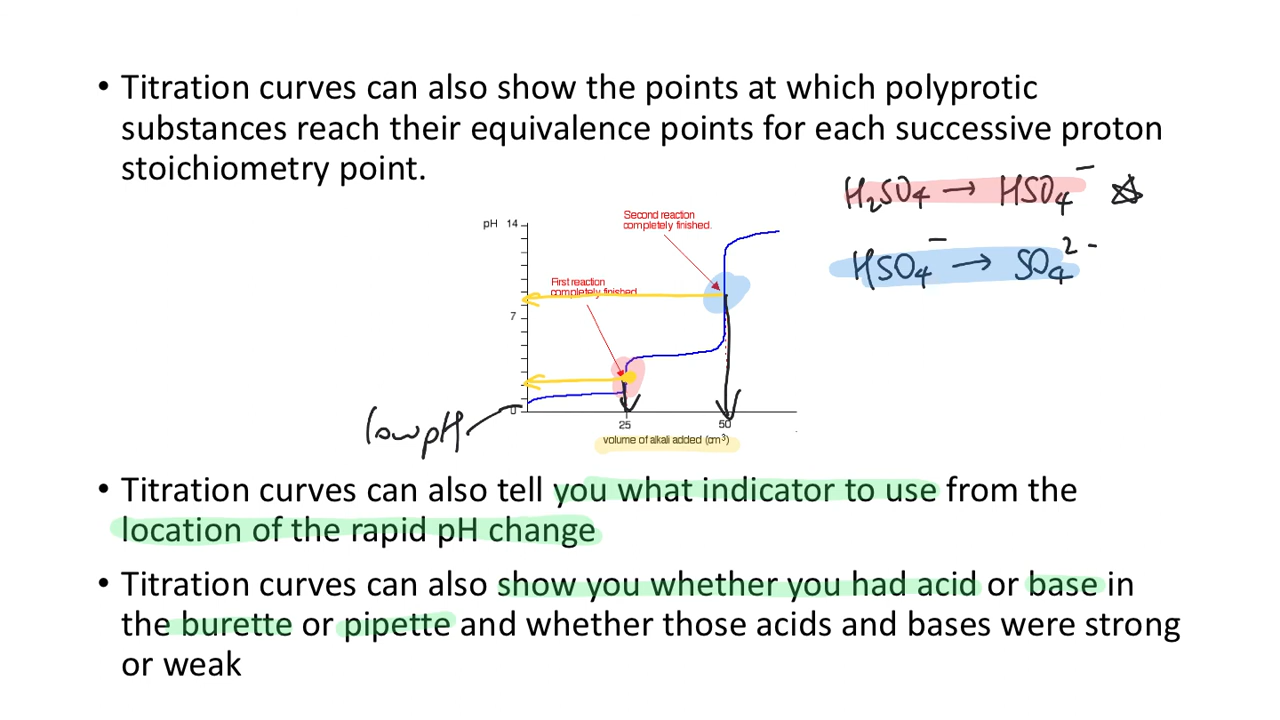 • Titration curves can also show the points at which polyprotic
substances reach their equivalence points for each successive proton
stoichiometry point.
H₂SO₄ → HSO₄⁻ ☆
HSO₄⁻ → SO₄²⁻
pH 14
Second reaction
completely finished.
First reaction
completely finished
7
0
low pH
25
50
volume of alkali added (cm³)
• Titration curves can also tell you what indicator to use from the
location of the rapid pH change
• Titration curves can also show you whether you had acid or base in
the burette or pipette and whether those acids and bases were strong
or weak